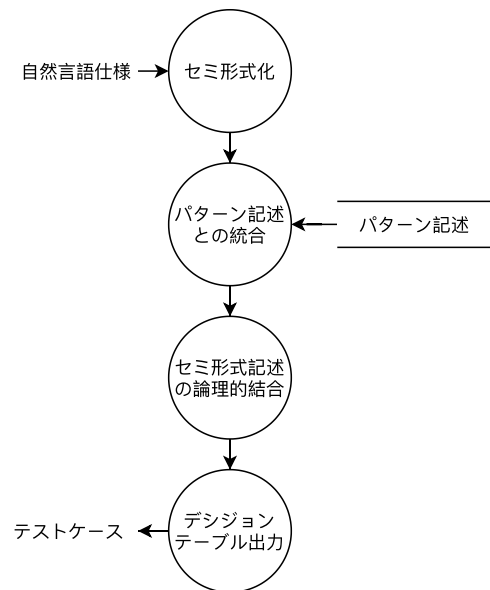 自然言語仕様
セミ形式化
パターン記述
との統合
パターン記述
セミ形式記述
の論理的結合
デシジョン
テーブル出力
テストケース